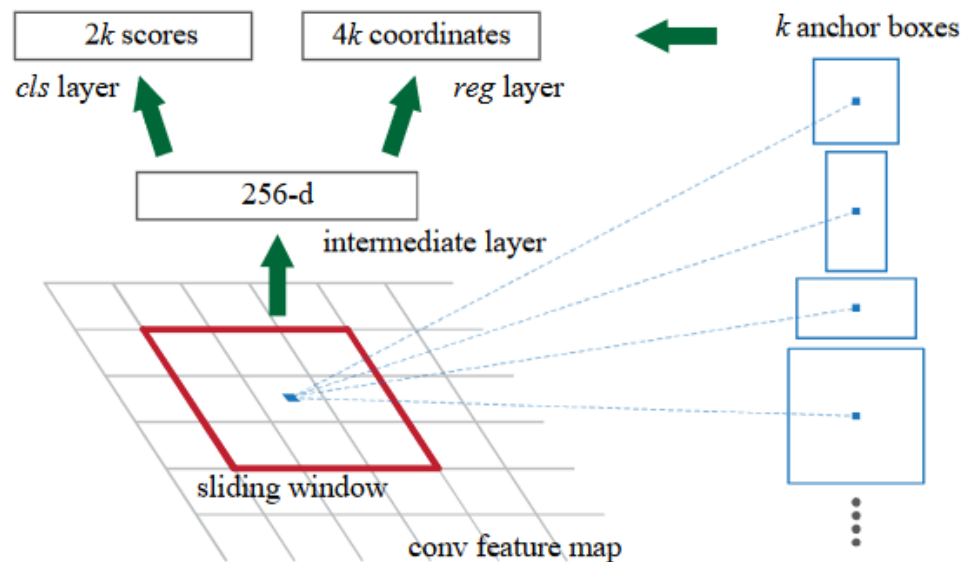 2k scores
4k coordinates
k anchor boxes
cls layer
reg layer
256-d
intermediate layer
sliding window
conv feature map